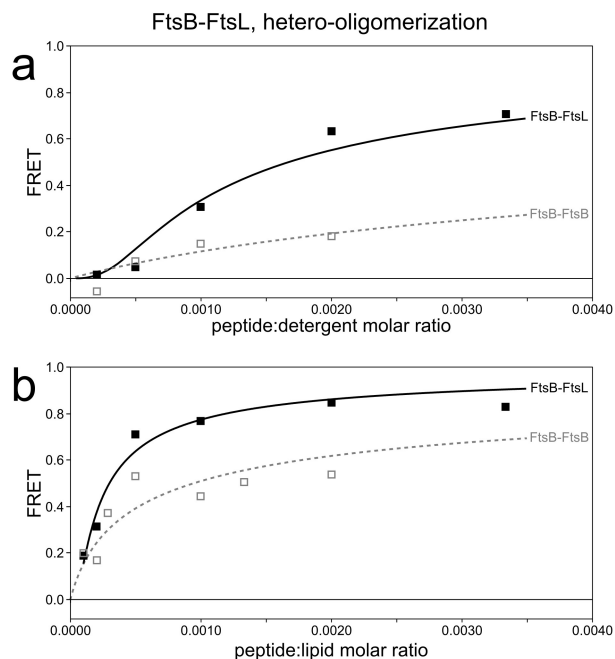 FtsB-FtsL, hetero-oligomerization
a
1.0
0.8
0.6
0.4
0.2
0.0
FRET
FtsB-FtsL
FtsB-FtsB
0.0000 0.0010 0.0020 0.0030 0.0040
peptide:detergent molar ratio
b
1.0
0.8
0.6
0.4
0.2
0.0
FRET
FtsB-FtsL
FtsB-FtsB
0.0000 0.0010 0.0020 0.0030 0.0040
peptide:lipid molar ratio